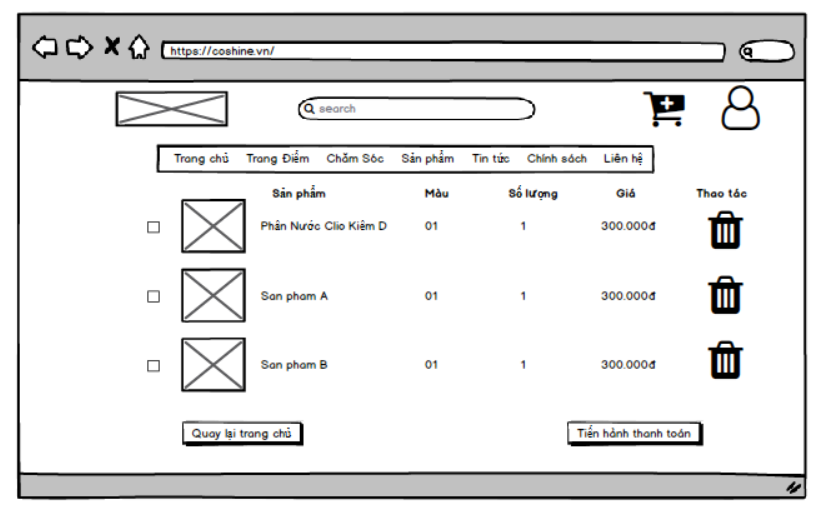 https://coshine.vn/
search
Trang chủ Trang Điểm Chăm Sóc Sản phẩm Tin tức Chính sách Liên hệ
Sản phẩm Màu Số lượng Giá Thao tác
Phấn Nước Clio Kiềm D 01 1 300.000đ
San pham A 01 1 300.000đ
San pham B 01 1 300.000đ
Quay lại trang chủ Tiến hành thanh toán